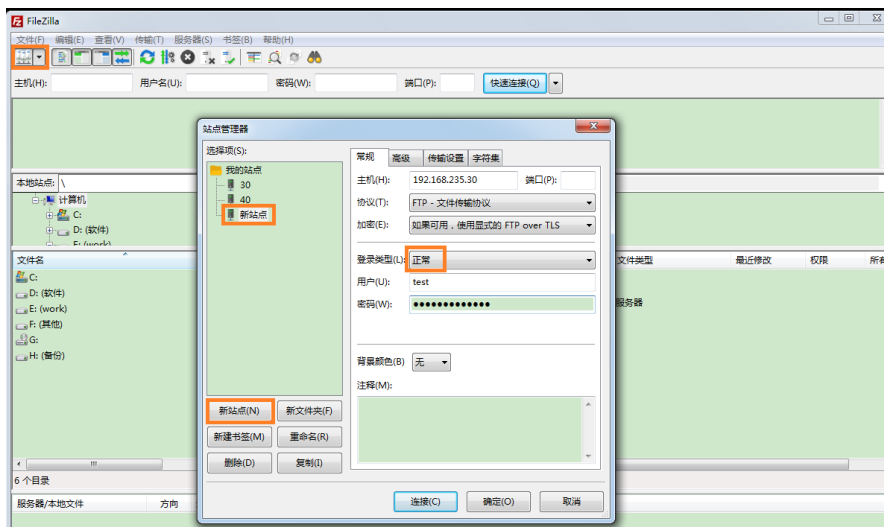 FileZilla
文件(F) 编辑(E) 查看(V) 传输(T) 服务器(S) 书签(B) 帮助(H)
主机(H): 用户名(U): 密码(W): 端口(P): 快速连接(Q)
站点管理器
选择项(S):
我的站点
30
40
新站点
新站点(N) 新文件夹(F)
新建书签(M) 重命名(R)
删除(D) 复制(I)
常规 高级 传输设置 字符集
主机(H): 192.168.235.30 端口(P):
协议(T): FTP - 文件传输协议
加密(E): 如果可用，使用显式的 FTP over TLS
登录类型(L): 正常
用户(U): test
密码(W): ●●●●●●●●●●●●●
背景颜色(B) 无
注释(M):
连接(C) 确定(O) 取消
本地站点: \
计算机
C:
D: (软件)
E: (work)
文件名
C:
D: (软件)
E: (work)
F: (其他)
G:
H: (备份)
文件类型 最近修改 权限
服务器
6 个目录
服务器/本地文件 方向